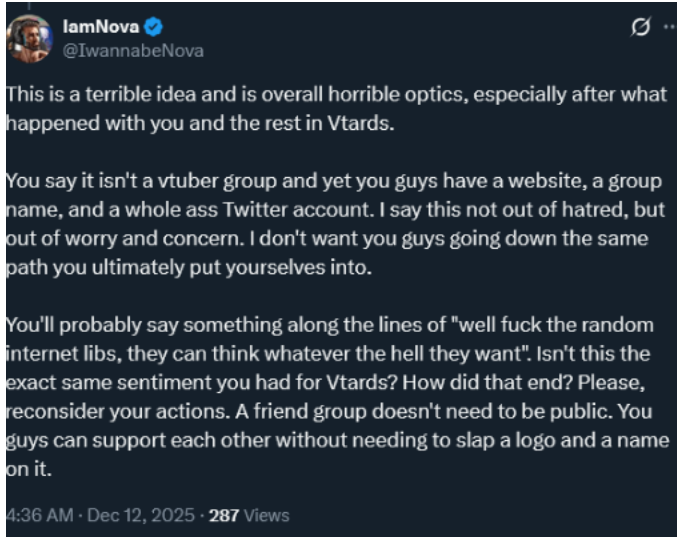 IamNova
@IwannabeNova
This is a terrible idea and is overall horrible optics, especially after what
happened with you and the rest in Vtards.
You say it isn't a vtuber group and yet you guys have a website, a group
name, and a whole ass Twitter account. I say this not out of hatred, but
out of worry and concern. I don't want you guys going down the same
path you ultimately put yourselves into.
You'll probably say something along the lines of "well fuck the random
internet libs, they can think whatever the hell they want". Isn't this the
exact same sentiment you had for Vtards? How did that end? Please,
reconsider your actions. A friend group doesn't need to be public. You
guys can support each other without needing to slap a logo and a name
on it.
4:36 AM · Dec 12, 2025 · 287 Views